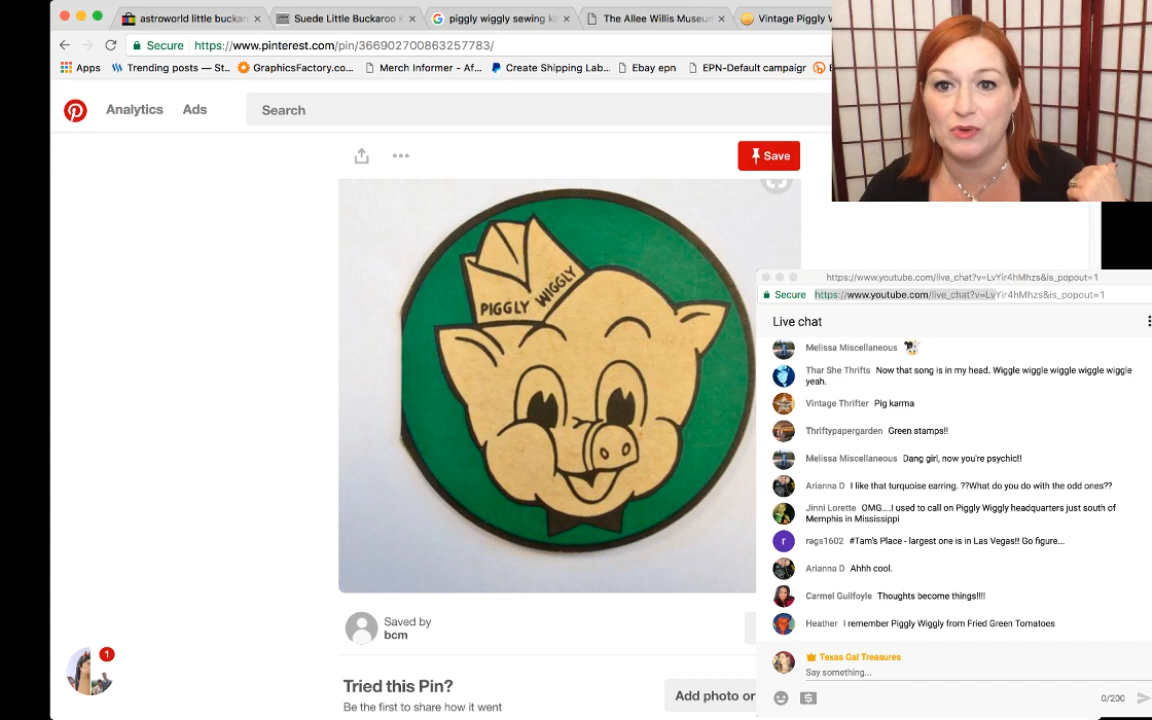 astroworld little buckar
Suede Little Buckaroo
piggly wiggly sewing ki
The Allee Willis Museu
Vintage Piggly
Secure
https://www.pinterest.com/pin/366902700863257783/
Apps
Trending posts — St..
GraphicsFactory.co...
Merch Informer - Af...
Create Shipping Lab...
Ebay epn
EPN-Default campaigr
Analytics
Ads
Search
Save
PIGGLY WIGGLY
https://www.youtube.com/live_chat?v=LvYir4hMhzs&is_popout=1
Secure
https://www.youtube.com/live_chat?v=LvYir4hMhzs&is_popout=1
Live chat
Melissa Miscellaneous
Thar She Thrifts Now that song is in my head. Wiggle wiggle wiggle wiggle wiggle
yeah.
Vintage Thrifter Pig karma
Thriftypapergarden Green stamps!!
Melissa Miscellaneous Dang girl, now you're psychic!!
Arianna D I like that turquoise earring. ??What do you do with the odd ones??
Jinni Lorette OMG....I used to call on Piggly Wiggly headquarters just south of
Memphis in Mississippi
r
rags1602 #Tam's Place - largest one is in Las Vegas!! Go figure...
Arianna D Ahhh cool.
Carmel Guilfoyle Thoughts become things!!!!
Heather I remember Piggly Wiggly from Fried Green Tomatoes
Texas Gal Treasures
Say something...
0/200
Saved by
bcm
1
Tried this Pin?
Be the first to share how it went
Add photo or